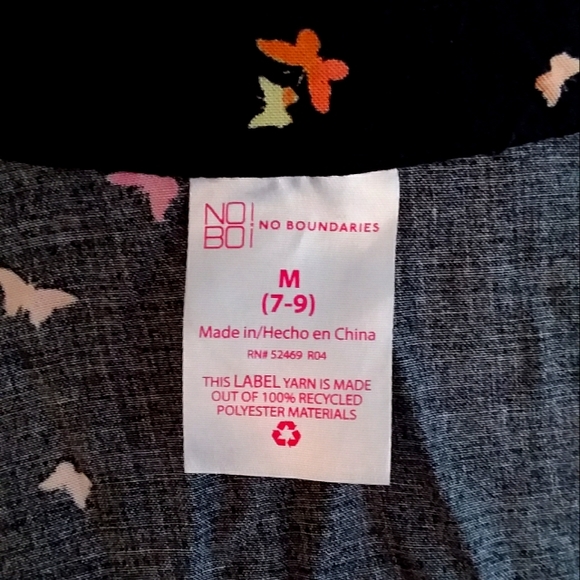 NO!
BOi
NO BOUNDARIES
M
(7-9)
Made in/Hecho en China
RN# 52469 R04
THIS LABEL YARN IS MADE
OUT OF 100% RECYCLED
POLYESTER MATERIALS